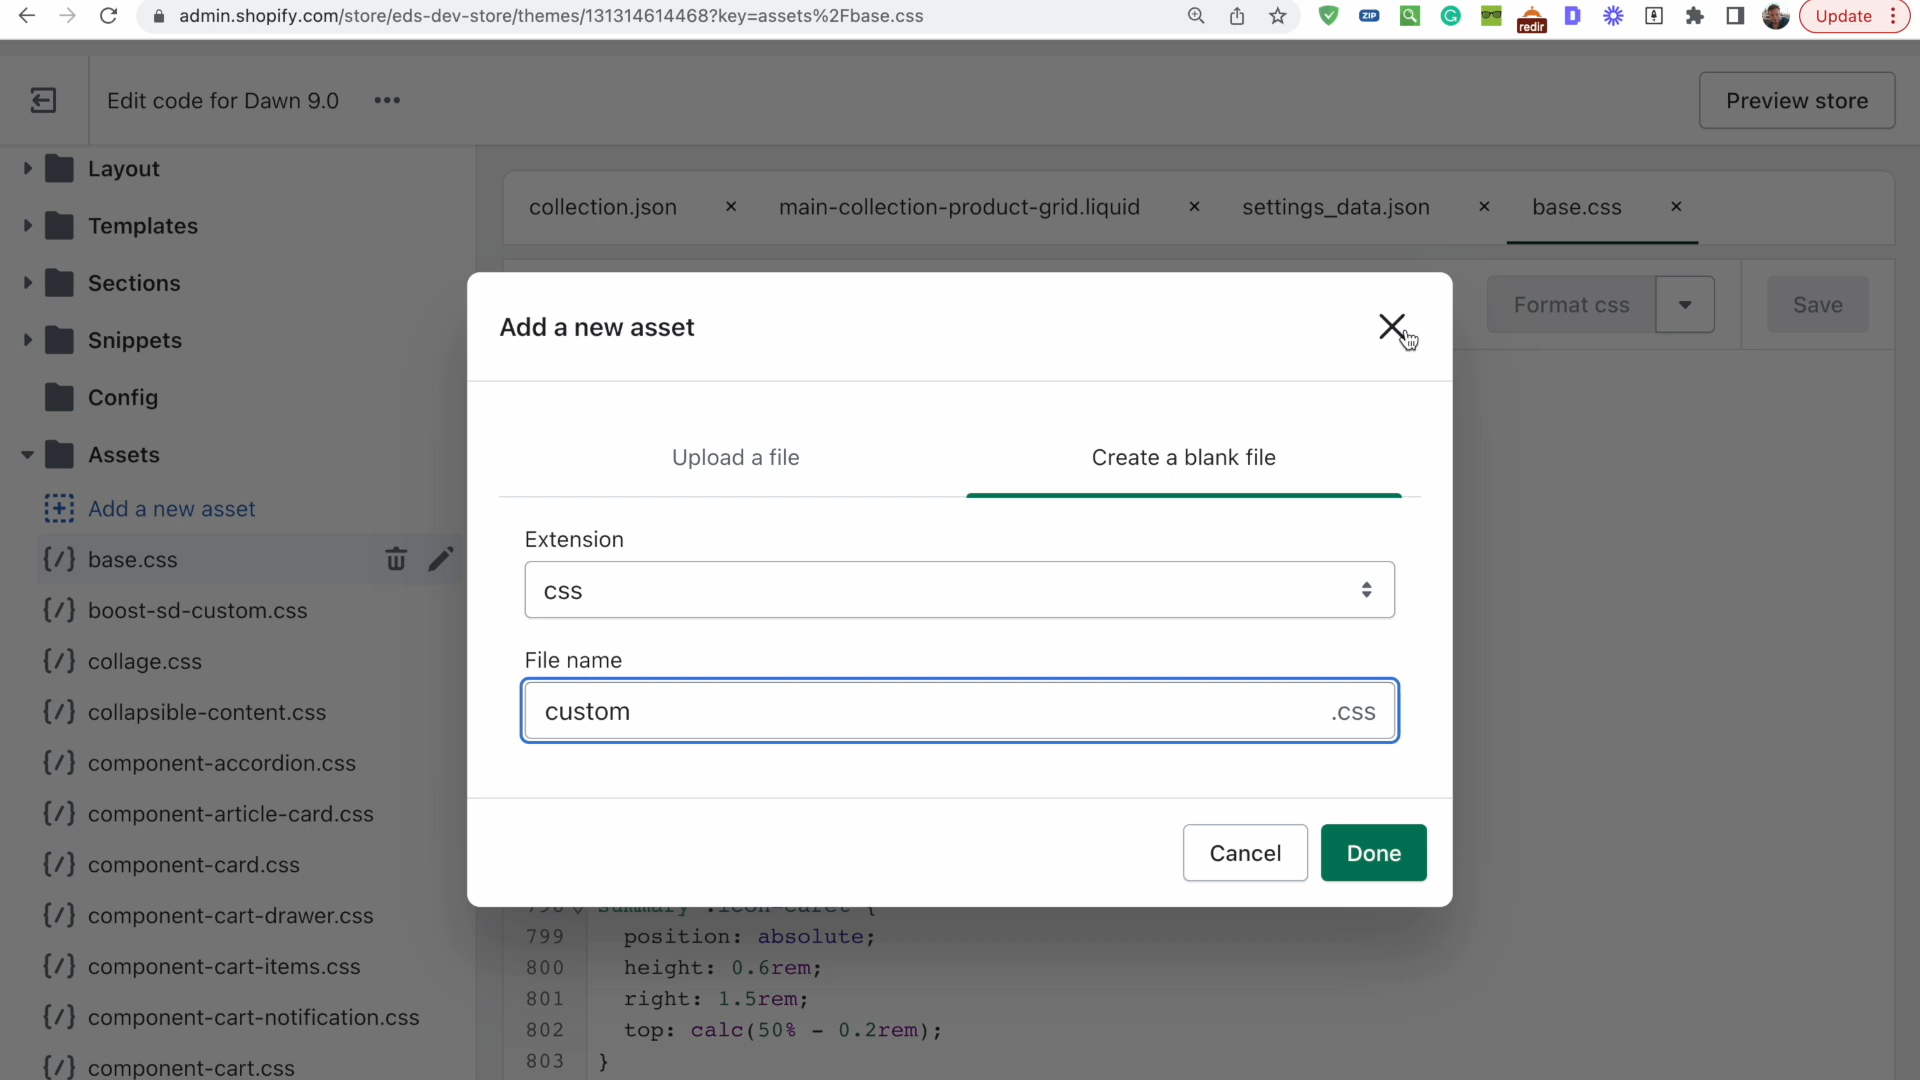 admin.shopify.com/store/eds-dev-store/themes/131314614468?key=assets%2Fbase.css
ZIP
redir
D
Update
Edit code for Dawn 9.0
Preview store
Layout
Templates
Sections
Snippets
Config
Assets
Add a new asset
base.css
boost-sd-custom.css
collage.css
collapsible-content.css
component-accordion.css
component-article-card.css
component-card.css
component-cart-drawer.css
component-cart-items.css
component-cart-notification.css
component-cart.css
collection.json
main-collection-product-grid.liquid
settings_data.json
base.css
Format css
Save
Add a new asset
Upload a file
Create a blank file
Extension
css
File name
custom
.css
Cancel
Done
798 summary .icon-caret {
799 position: absolute;
800 height: 0.6rem;
801 right: 1.5rem;
802 top: calc(50% - 0.2rem);
803 }